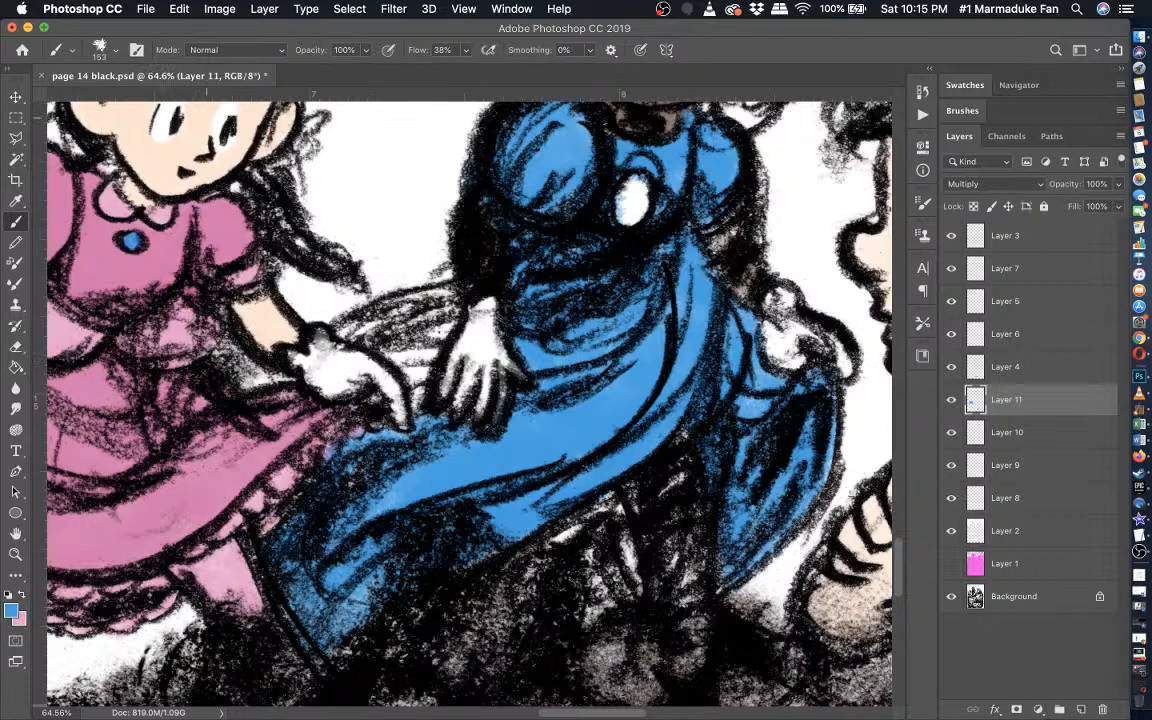 Photoshop CC File Edit Image Layer Type Select Filter 3D View Window Help 100% Sat 10:15 PM #1 Marmaduke Fan
Adobe Photoshop CC 2019
153 Mode: Normal Opacity: 100% Flow: 38% Smoothing: 0%
page 14 black.psd @ 64.6% (Layer 11, RGB/8*) *
7 8
Swatches Navigator
Brushes
Layers Channels Paths
Kind
Multiply Opacity: 100%
Lock: Fill: 100%
Layer 3
Layer 7
Layer 5
Layer 6
Layer 4
Layer 11
Layer 10
Layer 9
Layer 8
Layer 2
Layer 1
Background
64.56% Doc: 819.0M/1.09G